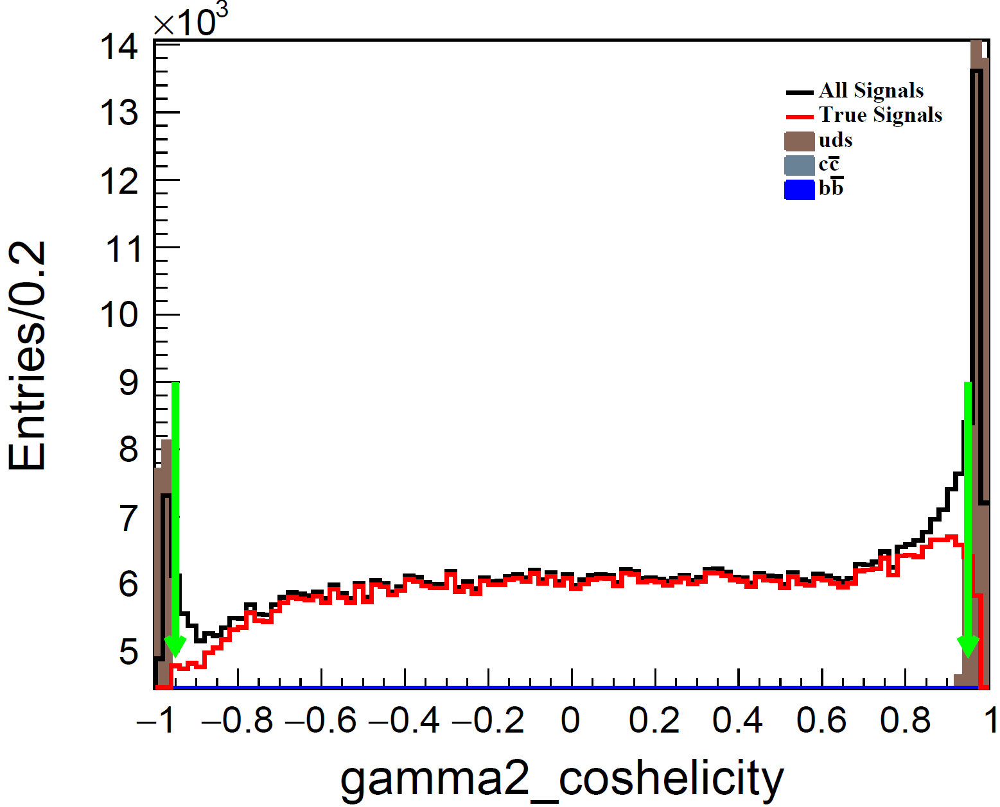 ×10³
14
13
12
11
10
9
8
7
6
5
Entries/0.2
All Signals
True Signals
uds
cc̅
bb̅
−1 −0.8 −0.6 −0.4 −0.2 0 0.2 0.4 0.6 0.8 1
gamma2_coshelicity